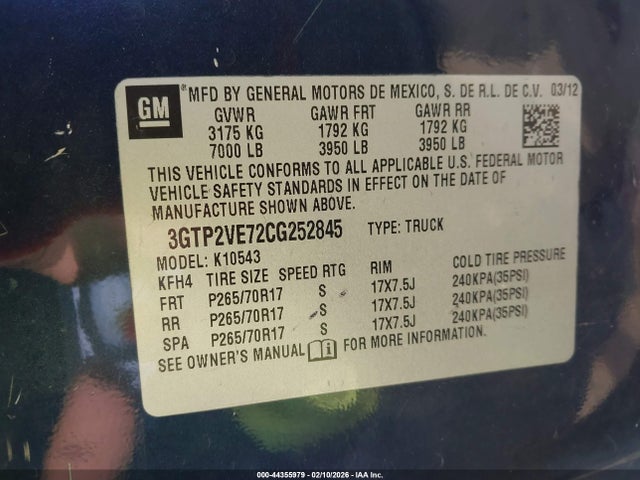 GM
MFD BY GENERAL MOTORS DE MEXICO, S. DE R.L. DE C.V. 03/12
GVWR GAWR FRT GAWR RR
3175 KG 1792 KG 1792 KG
7000 LB 3950 LB 3950 LB
THIS VEHICLE CONFORMS TO ALL APPLICABLE U.S. FEDERAL MOTOR
VEHICLE SAFETY STANDARDS IN EFFECT ON THE DATE OF
MANUFACTURE SHOWN ABOVE.
3GTP2VE72CG252845 TYPE: TRUCK
MODEL: K10543
KFH4 TIRE SIZE SPEED RTG RIM COLD TIRE PRESSURE
FRT P265/70R17 S 17X7.5J 240KPA(35PSI)
RR P265/70R17 S 17X7.5J 240KPA(35PSI)
SPA P265/70R17 S 17X7.5J 240KPA(35PSI)
SEE OWNER'S MANUAL FOR MORE INFORMATION.
000-44355979 - 02/10/2026 - IAA Inc.